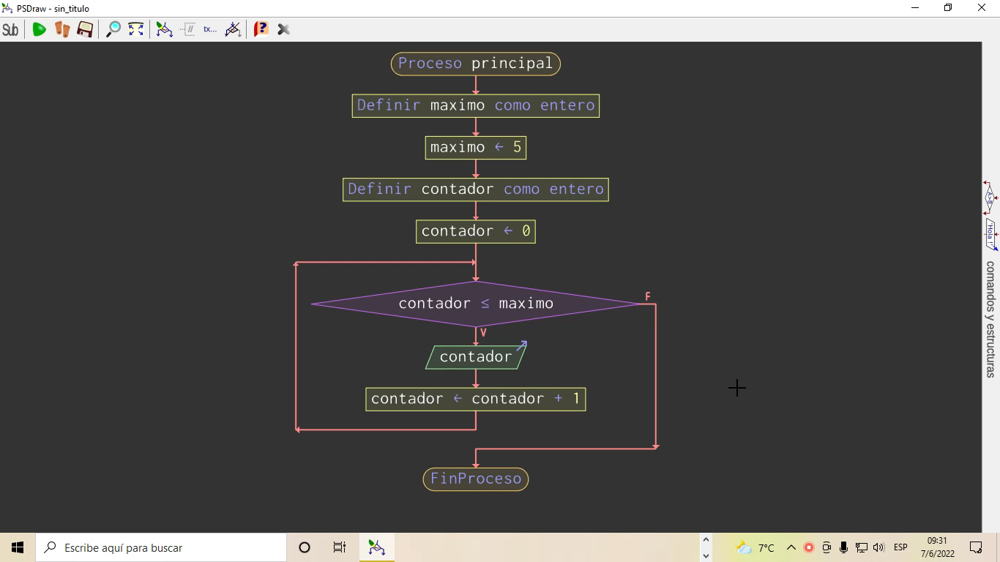 PSDraw - sin_titulo
Sub
tx...
Proceso principal
Definir maximo como entero
maximo ← 5
Definir contador como entero
contador ← 0
contador ≤ maximo
F
V
contador
contador ← contador + 1
FinProceso
A>B
'Hola !'
comandos y estructuras
Escribe aquí para buscar
7°C
ESP
09:31
7/6/2022